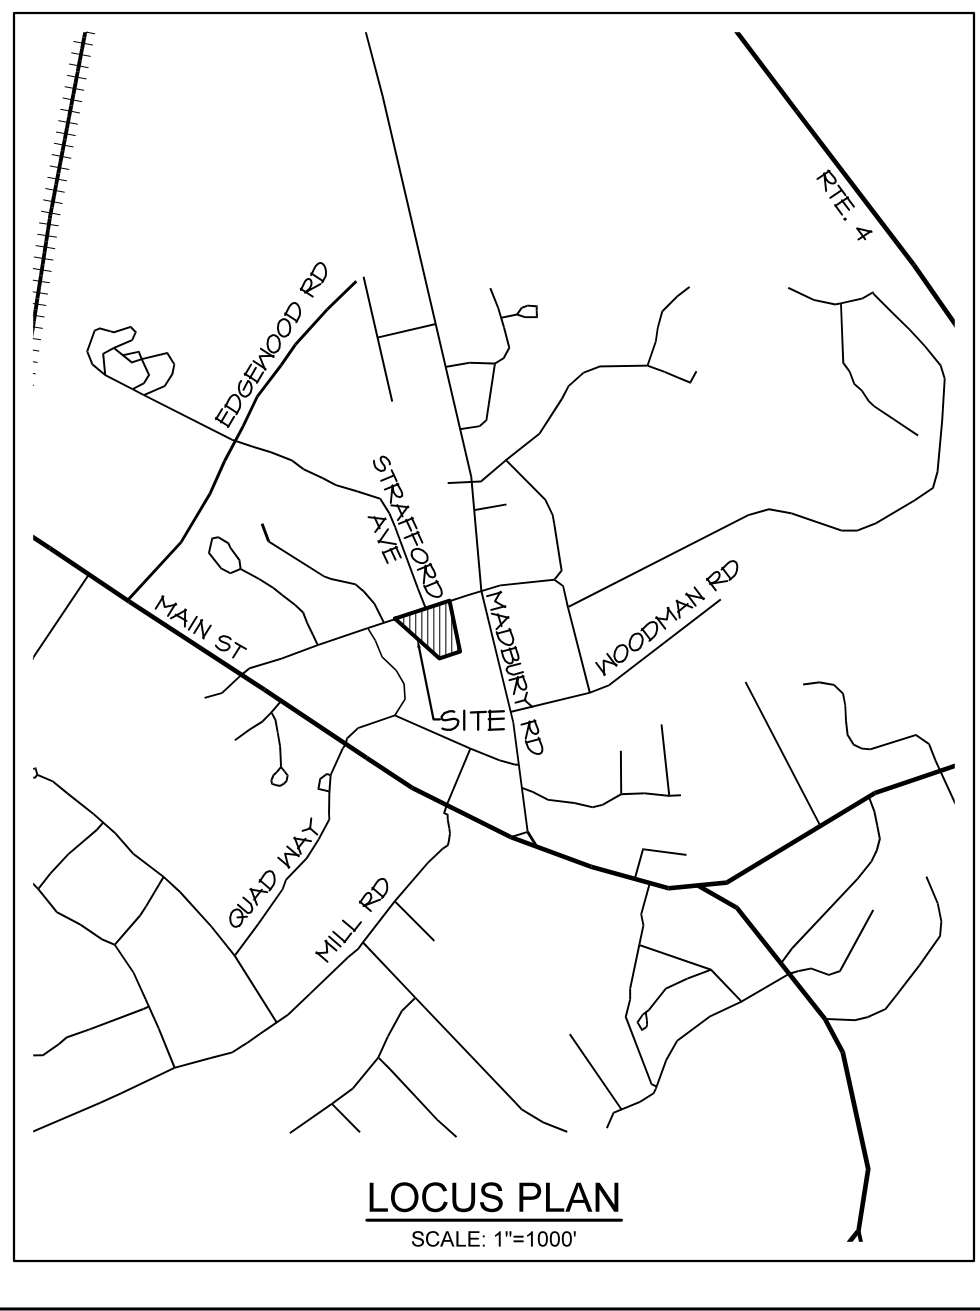 RTE. 4
EDGEWOOD RD
STRAFFORD
AVE
WOODMAN RD
MAIN ST
MADBURY RD
SITE
QUAD WAY
MILL RD
LOCUS PLAN
SCALE: 1"=1000'